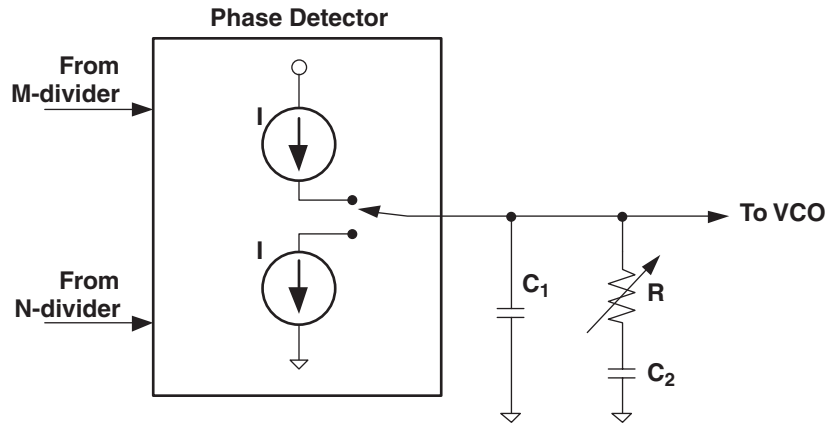 Phase Detector
From
M-divider
I
To VCO
I
C1
R
From
N-divider
C2